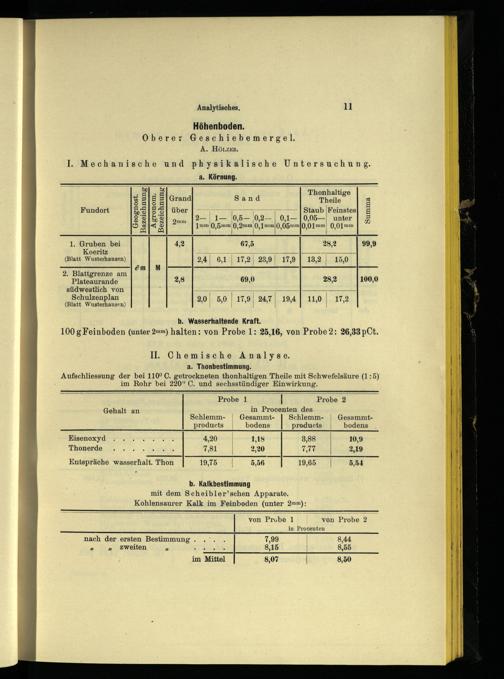 Analytisches. 11
Höhenboden.
Oberer Geschiebemergel.
A. HÖLZER.
I. Mechanische und physikalische Untersuchung.
a. Körnung.
Fundort | Geognost. Bezeichnung | Agronom. Bezeichnung | Grand über 2mm | Sand | Thonhaltige Theile | Summa
2— 1mm | 1— 0,5mm | 0,5— 0,2mm | 0,2— 0,1mm | 0,1— 0,05mm | Staub 0,05— 0,01mm | Feinstes unter 0,01mm
1. Gruben bei Koeritz (Blatt Wusterhausen) | ∂m | M | 4,2 | 67,5 | 28,2 | 99,9
2,4 | 6,1 | 17,2 | 23,9 | 17,9 | 13,2 | 15,0
2. Blattgrenze am Plateaurande südwestlich von Schulzenplan (Blatt Wusterhausen) | 2,8 | 69,0 | 28,2 | 100,0
2,0 | 5,0 | 17,9 | 24,7 | 19,4 | 11,0 | 17,2
b. Wasserhaltende Kraft.
100 g Feinboden (unter 2mm) halten: von Probe 1: 25,16, von Probe 2: 26,33 pCt.
II. Chemische Analyse.
a. Thonbestimmung.
Aufschliessung der bei 110° C. getrockneten thonhaltigen Theile mit Schwefelsäure (1:5)
im Rohr bei 220° C. und sechsstündiger Einwirkung.
Gehalt an | Probe 1 | Probe 2
in Procenten des
Schlemmproducts | Gesammtbodens | Schlemmproducts | Gesammtbodens
Eisenoxyd . . . . . . . | 4,20 | 1,18 | 3,88 | 10,9
Thonerde . . . . . . . | 7,81 | 2,20 | 7,77 | 2,19
Entspräche wasserhalt. Thon | 19,75 | 5,56 | 19,65 | 5,54
b. Kalkbestimmung
mit dem Scheibler'schen Apparate.
Kohlensaurer Kalk im Feinboden (unter 2mm):
von Probe 1 | von Probe 2
in Procenten
nach der ersten Bestimmung . . . . | 7,99 | 8,44
„ „ zweiten „ . . . . | 8,15 | 8,55
im Mittel | 8,07 | 8,50